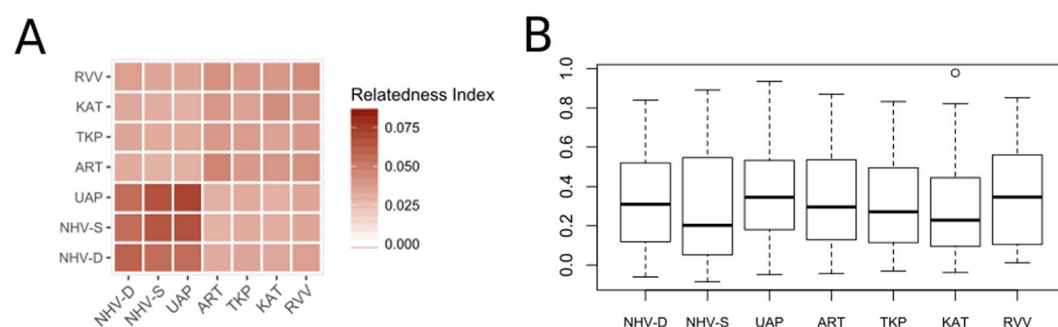 A
RVV
KAT
TKP
ART
UAP
NHV-S
NHV-D
NHV-D NHV-S UAP ART TKP KAT RVV
Relatedness Index
0.075
0.050
0.025
0.000
B
1.0
0.8
0.6
0.4
0.2
0.0
NHV-D NHV-S UAP ART TKP KAT RVV